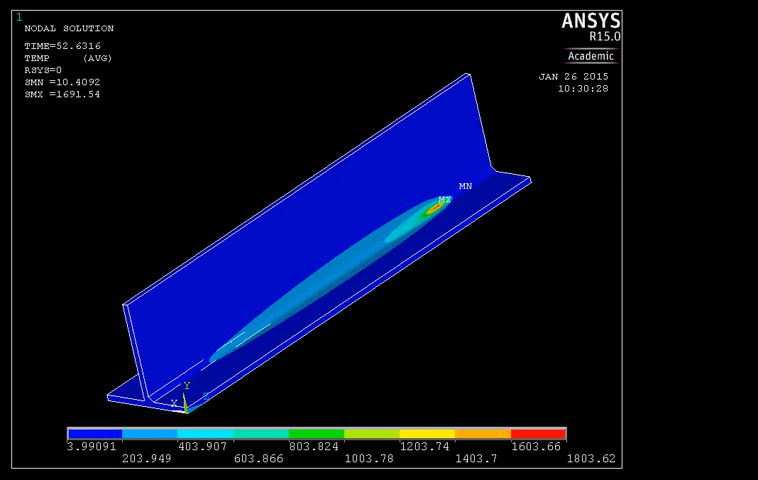 1
NODAL SOLUTION
TIME=52.6316
TEMP (AVG)
RSYS=0
SMN =10.4092
SMX =1691.54
ANSYS
R15.0
Academic
JAN 26 2015
10:30:28
MN
MX
Y
X
Z
3.99091 403.907 803.824 1203.74 1603.66
203.949 603.866 1003.78 1403.7 1803.62